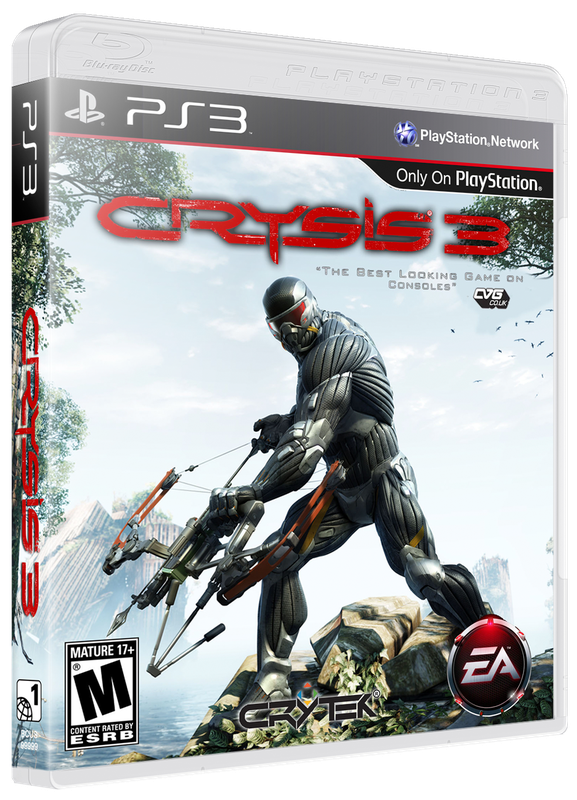 Blu-ray Disc
PLAYSTATION 3
PS3
PS3
PlayStation®Network
Only On PlayStation®
CRYSIS 3
"The Best Looking Game on
Consoles"
CVG
CO.UK
CRYSIS 3
MATURE 17+
M
CONTENT RATED BY
ESRB
1
EA
CRYTEK